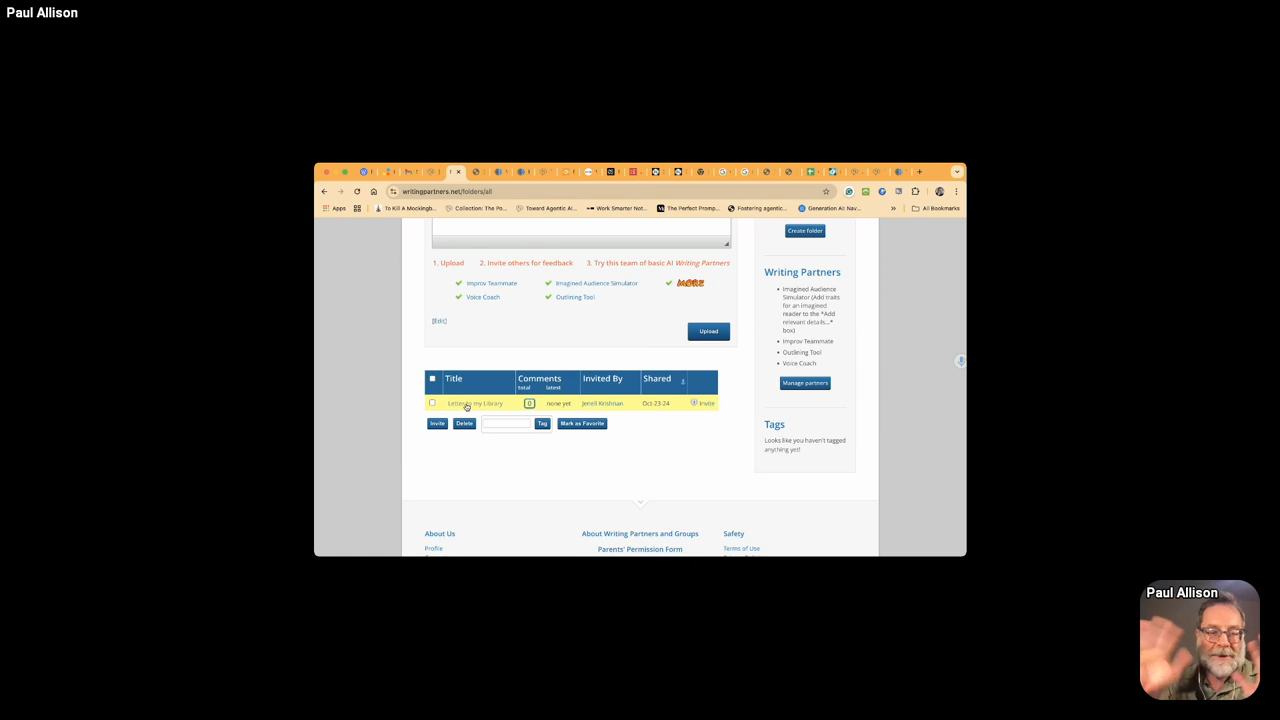 Paul Allison
writingpartners.net/folders/all
Apps
To Kill A Mockingb...
Collection: The Po...
Toward Agentic AI...
Work Smarter Not...
The Perfect Promp...
Fostering agentic...
Generation AI: Nav...
All Bookmarks
1. Upload 2. Invite others for feedback 3. Try this team of basic AI Writing Partners
Improv Teammate Imagined Audience Simulator MORE
Voice Coach Outlining Tool
[Edit]
Upload
Title Comments Invited By Shared
total latest
Letter to my Library 0 none yet Jenell Krishnan Oct-23-24 Invite
Invite Delete Tag Mark as Favorite
Create folder
Writing Partners
Imagined Audience
Simulator (Add traits
for an imagined
reader to the *Add
relevant details...*
box)
Improv Teammate
Outlining Tool
Voice Coach
Manage partners
Tags
Looks like you haven't tagged
anything yet!
About Us About Writing Partners and Groups Safety
Profile Parents' Permission Form Terms of Use
Paul Allison